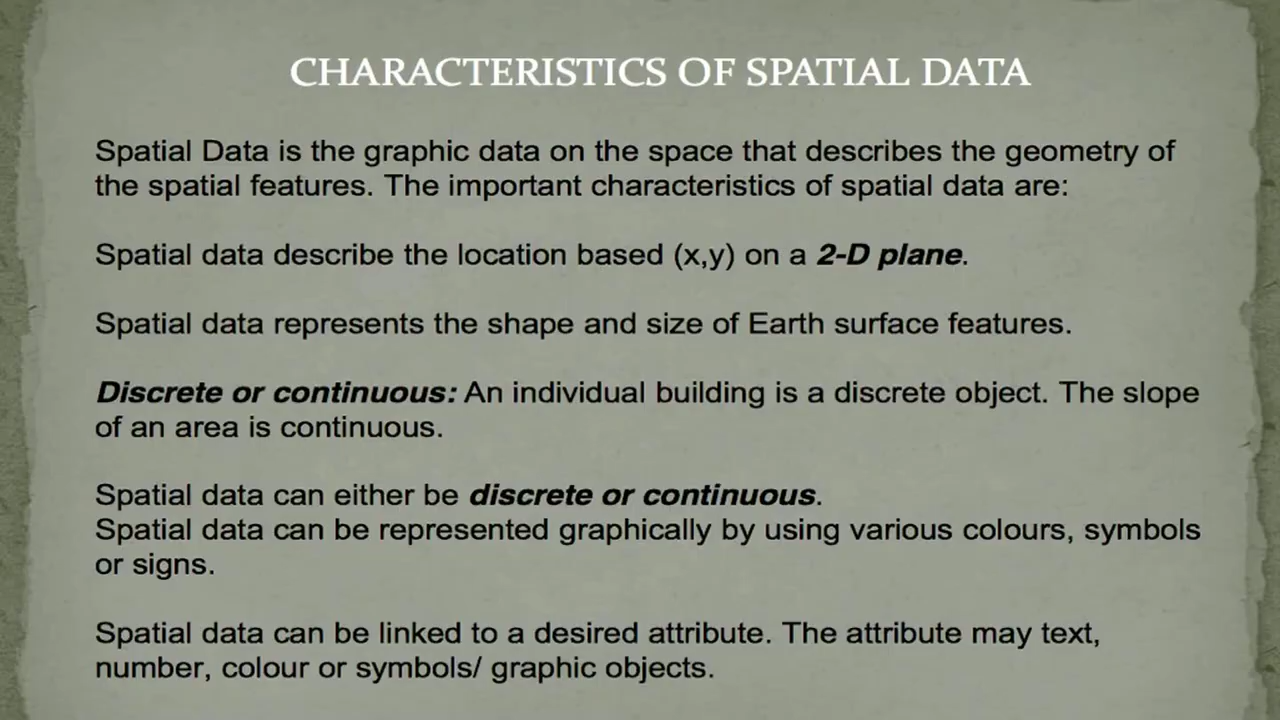 CHARACTERISTICS OF SPATIAL DATA
Spatial Data is the graphic data on the space that describes the geometry of
the spatial features. The important characteristics of spatial data are:
Spatial data describe the location based (x,y) on a 2-D plane.
Spatial data represents the shape and size of Earth surface features.
Discrete or continuous: An individual building is a discrete object. The slope
of an area is continuous.
Spatial data can either be discrete or continuous.
Spatial data can be represented graphically by using various colours, symbols
or signs.
Spatial data can be linked to a desired attribute. The attribute may text,
number, colour or symbols/ graphic objects.